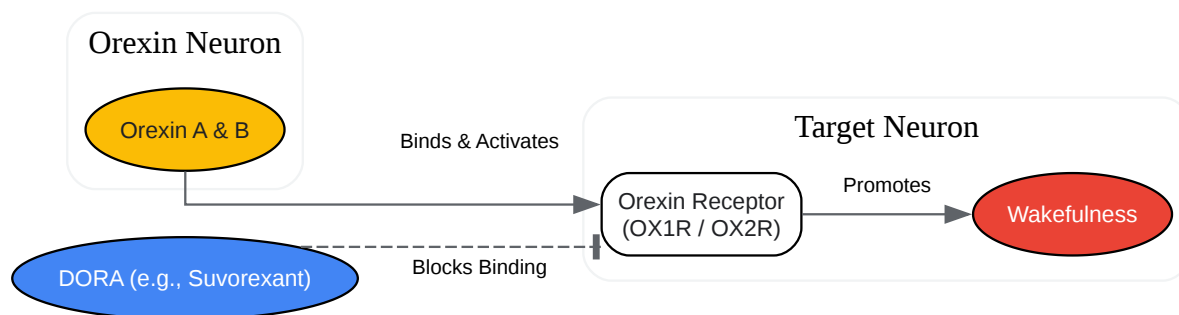 Orexin Neuron
Orexin A & B
Binds & Activates
Target Neuron
Orexin Receptor
(OX1R / OX2R)
Promotes
Wakefulness
DORA (e.g., Suvorexant)
Blocks Binding